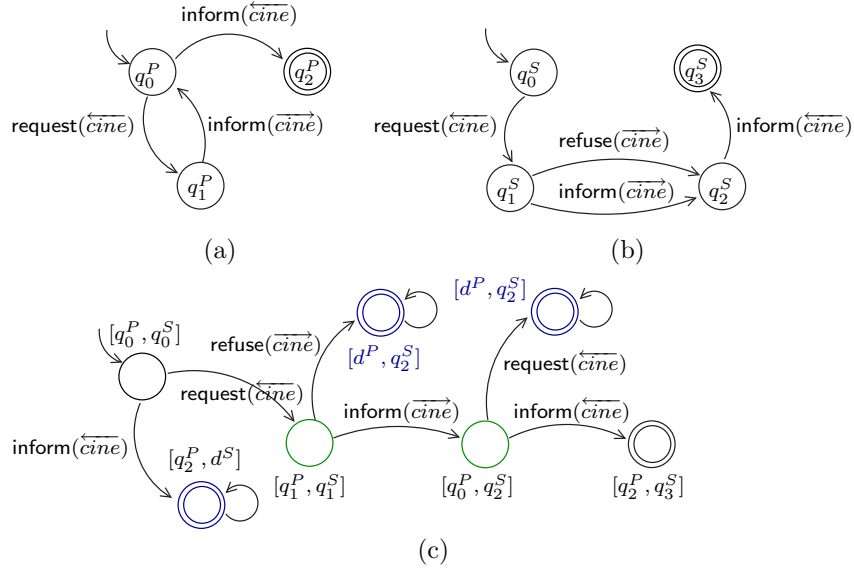 inform(←cine)
q₀ᴾ
q₂ᴾ
request(←cine)
inform(→cine)
q₁ᴾ
(a)
q₀ˢ
q₃ˢ
request(←cine)
refuse(→cine)
inform(←cine)
q₁ˢ
inform(→cine)
q₂ˢ
(b)
[dᴾ, q₂ˢ]
[q₀ᴾ, q₀ˢ]
refuse(→cine)
[dᴾ, q₂ˢ]
request(←cine)
request(←cine)
inform(→cine)
inform(←cine)
inform(←cine)
[q₂ᴾ, dˢ]
[q₁ᴾ, q₁ˢ]
[q₀ᴾ, q₂ˢ]
[q₂ᴾ, q₃ˢ]
(c)